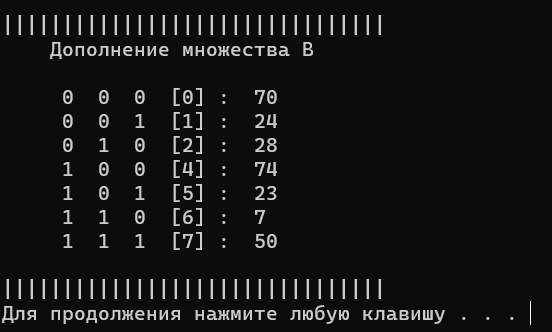 ||||||||||||||||||||||||||||||||
Дополнение множества B
0 0 0 [0] : 70
0 0 1 [1] : 24
0 1 0 [2] : 28
1 0 0 [4] : 74
1 0 1 [5] : 23
1 1 0 [6] : 7
1 1 1 [7] : 50
||||||||||||||||||||||||||||||||
Для продолжения нажмите любую клавишу . . .